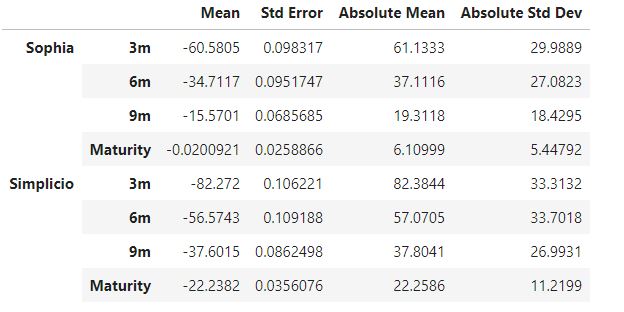 Mean Std Error Absolute Mean Absolute Std Dev
Sophia 3m -60.5805 0.098317 61.1333 29.9889
6m -34.7117 0.0951747 37.1116 27.0823
9m -15.5701 0.0685685 19.3118 18.4295
Maturity -0.0200921 0.0258866 6.10999 5.44792
Simplicio 3m -82.272 0.106221 82.3844 33.3132
6m -56.5743 0.109188 57.0705 33.7018
9m -37.6015 0.0862498 37.8041 26.9931
Maturity -22.2382 0.0356076 22.2586 11.2199